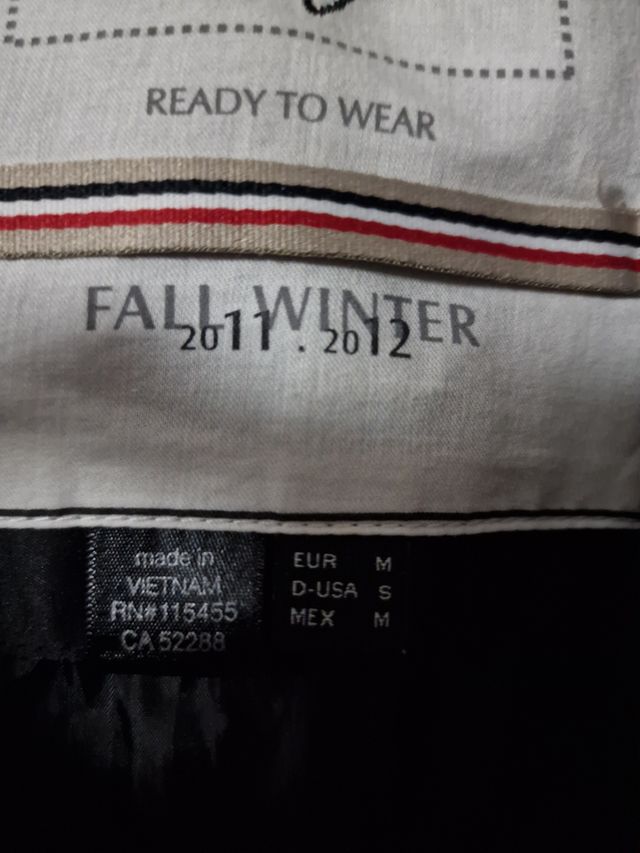 READY TO WEAR
FALL WINTER
2011 . 2012
made in
VIETNAM
RN#115455
CA 52288
EUR M
D-USA S
MEX M